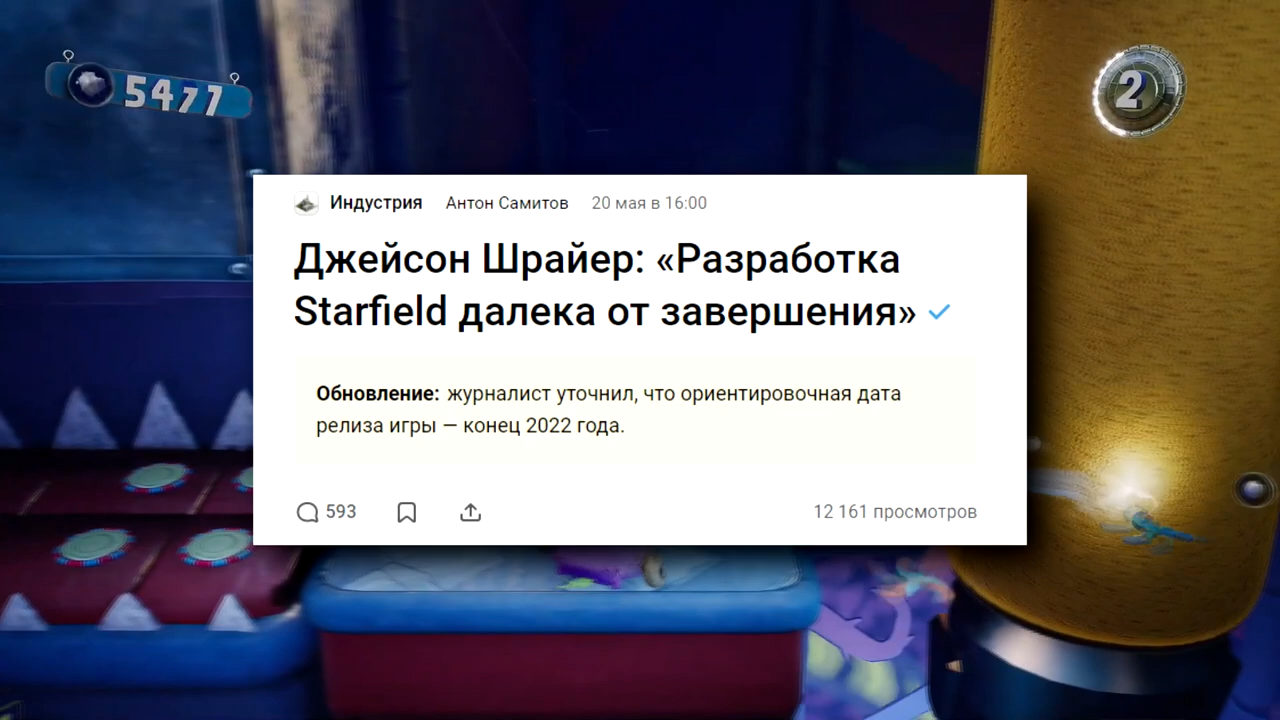 5477
2
Индустрия Антон Самитов 20 мая в 16:00
Джейсон Шрайер: «Разработка
Starfield далека от завершения»
Обновление: журналист уточнил, что ориентировочная дата
релиза игры — конец 2022 года.
593 12 161 просмотров